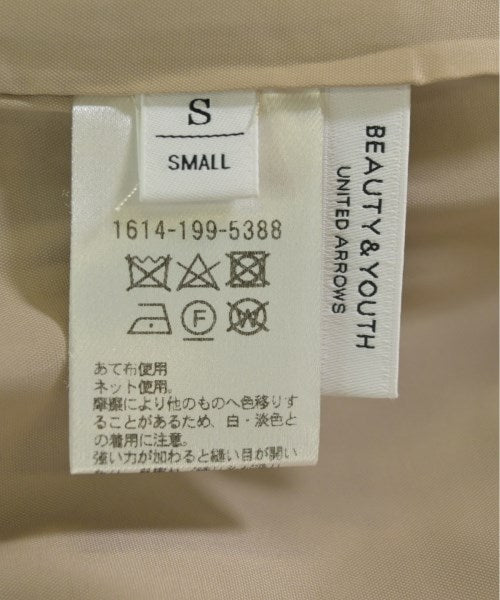 S
SMALL
BEAUTY & YOUTH
UNITED ARROWS
1614-199-5388
F
W
あて布使用
ネット使用。
摩擦により他のものへ色移りす
ることがあるため、白・淡色と
の着用に注意。
強い力が加わると縫い目が開い